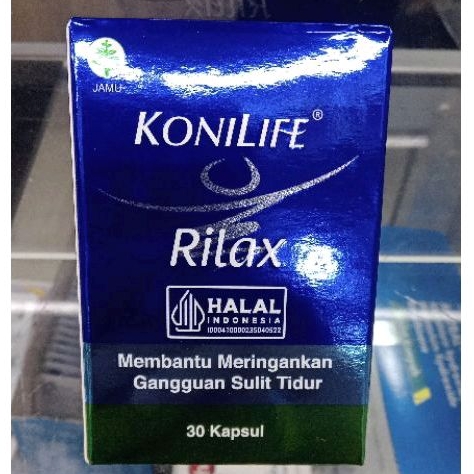 JAMU
KONILIFE®
Rilax
HALAL
INDONESIA
Membantu Meringankan
Gangguan Sulit Tidur
30 Kapsul